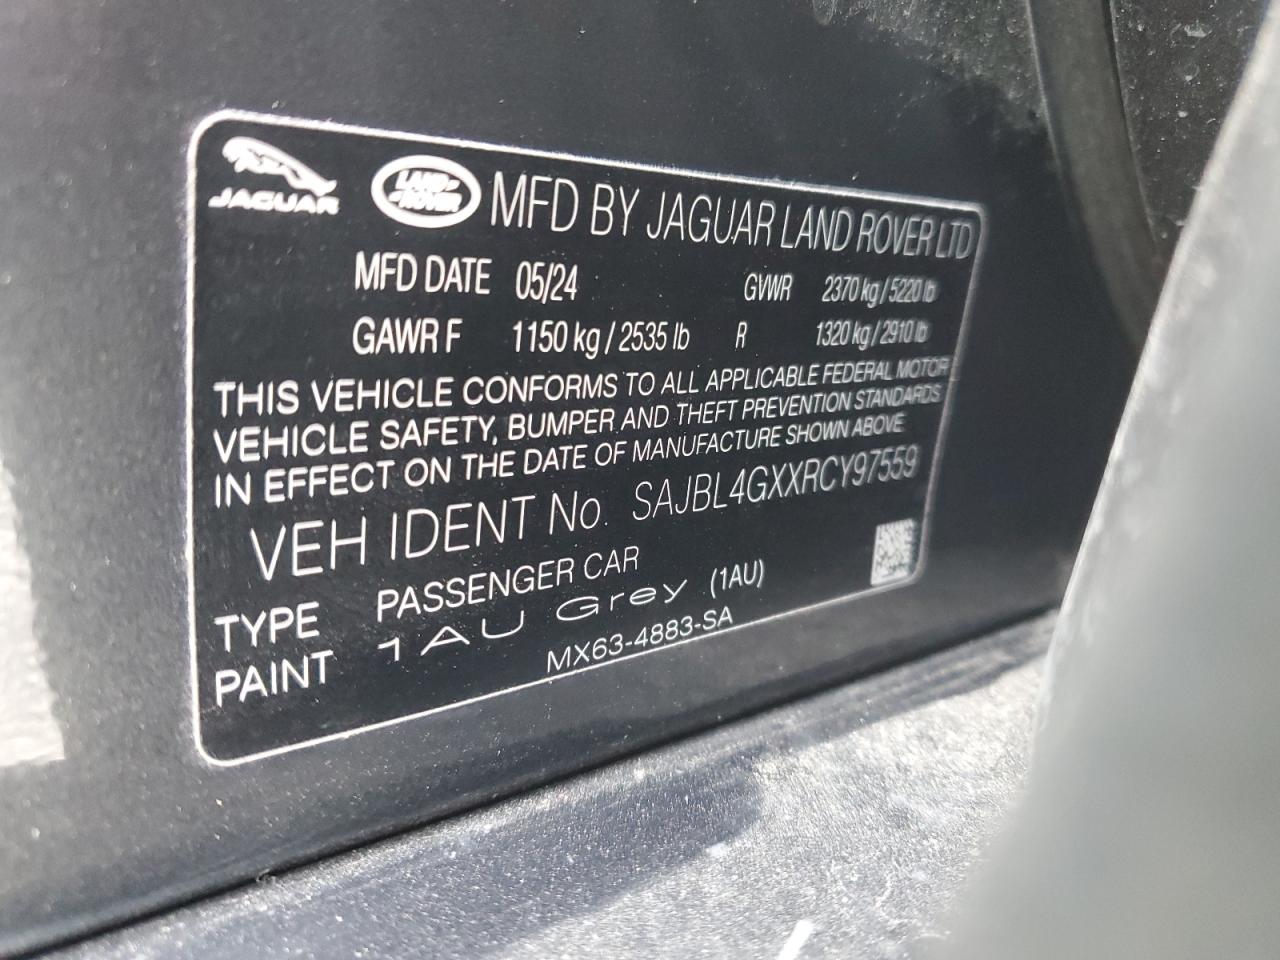 JAGUAR LAND ROVER MFD BY JAGUAR LAND ROVER LTD
MFD DATE 05/24 GVWR 2370 kg / 5220 lb
GAWR F 1150 kg / 2535 lb R 1320 kg / 2910 lb
THIS VEHICLE CONFORMS TO ALL APPLICABLE FEDERAL MOTOR
VEHICLE SAFETY, BUMPER AND THEFT PREVENTION STANDARDS
IN EFFECT ON THE DATE OF MANUFACTURE SHOWN ABOVE
VEH IDENT No. SAJBL4GXXRCY97559
TYPE PASSENGER CAR
PAINT 1AU Grey (1AU)
MX63-4883-SA